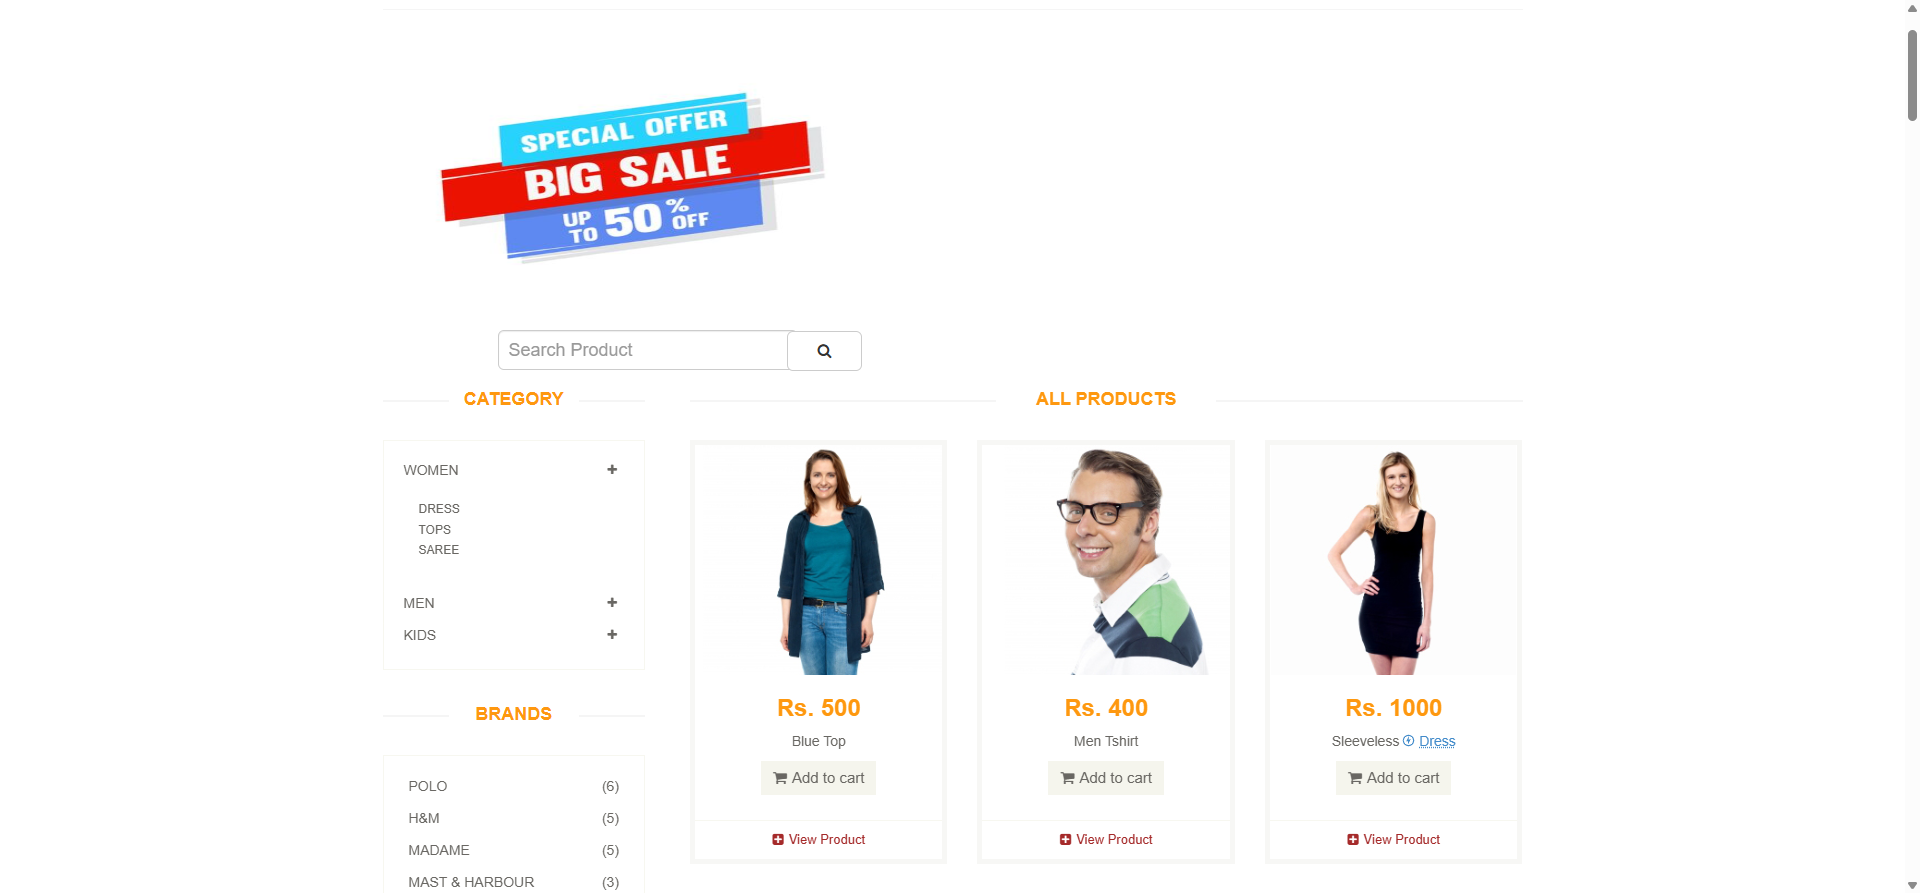 SPECIAL OFFER
BIG SALE
UP TO 50% OFF
Search Product
CATEGORY
WOMEN
DRESS
TOPS
SAREE
MEN
KIDS
BRANDS
POLO (6)
H&M (5)
MADAME (5)
MAST & HARBOUR (3)
ALL PRODUCTS
Rs. 500
Blue Top
Add to cart
View Product
Rs. 400
Men Tshirt
Add to cart
View Product
Rs. 1000
Sleeveless Dress
Add to cart
View Product